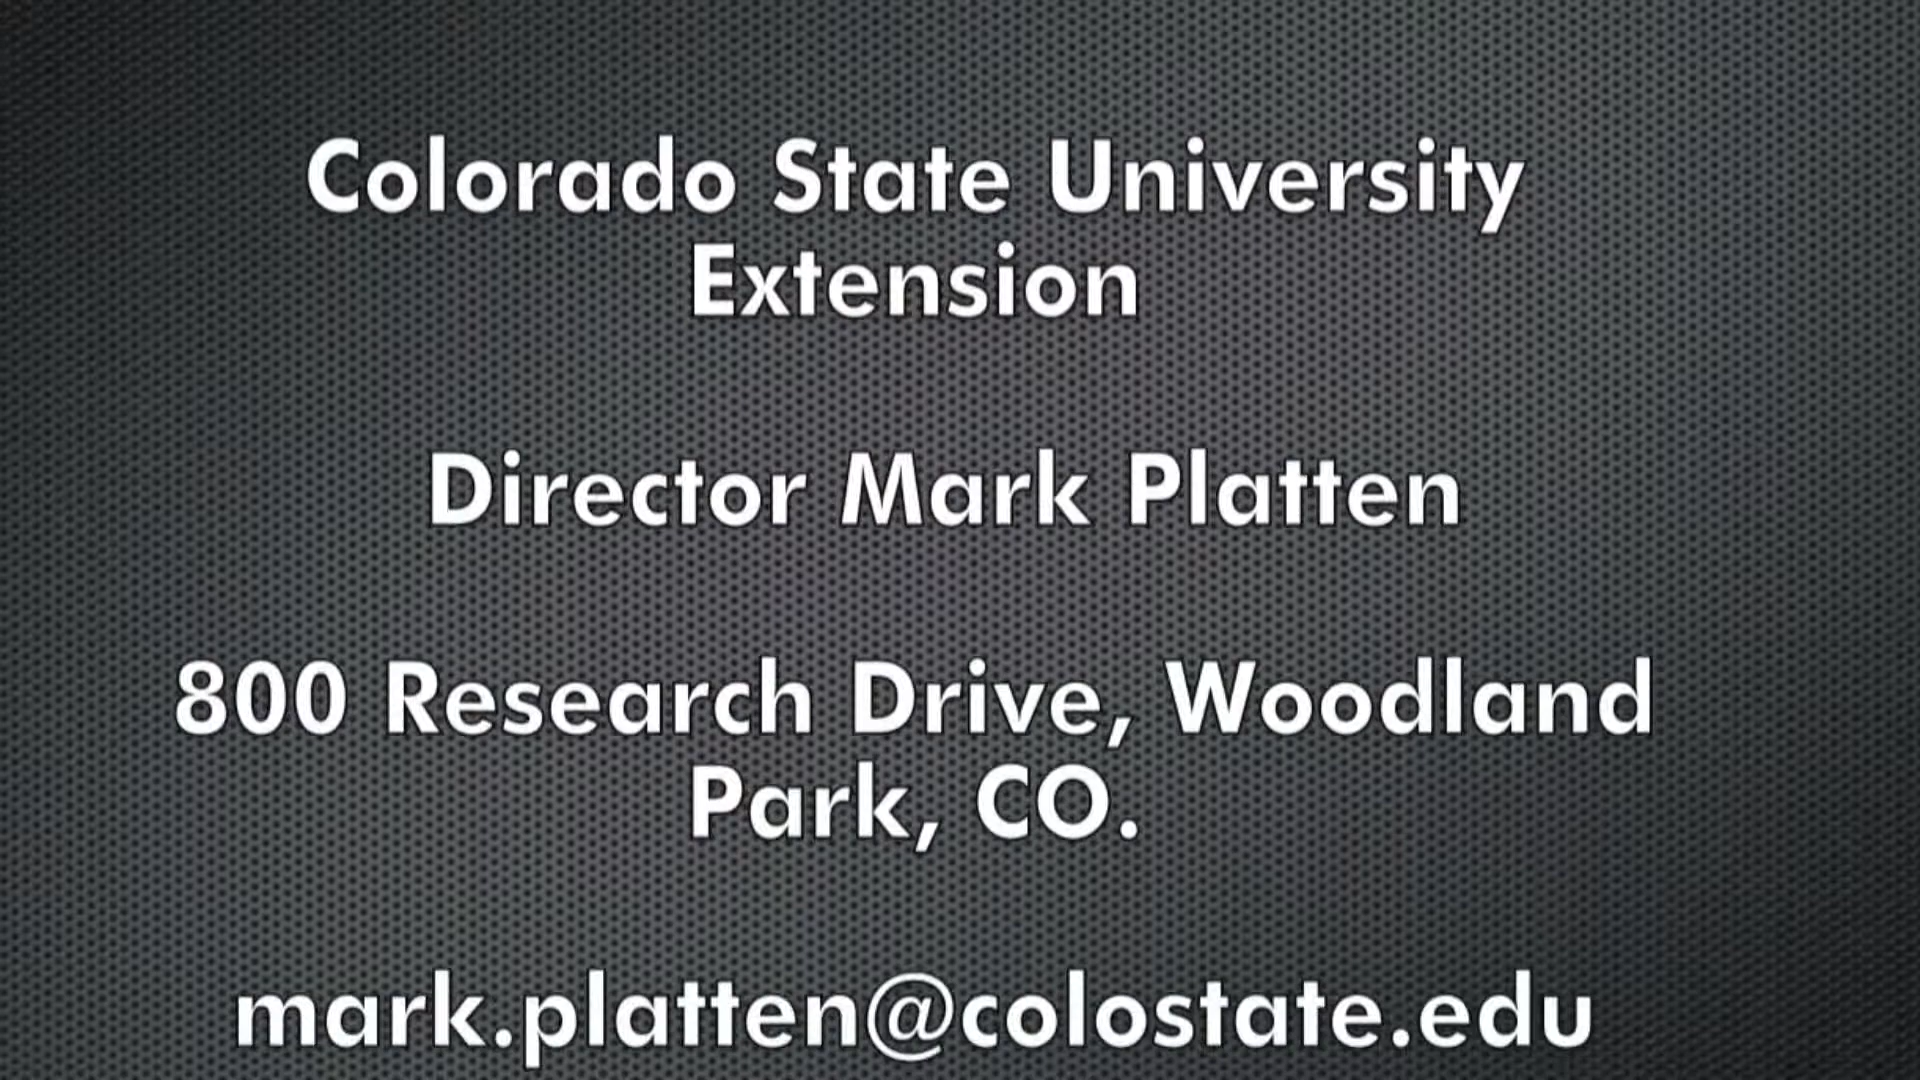 Colorado State University
Extension
Director Mark Platten
800 Research Drive, Woodland
Park, CO.
mark.platten@colostate.edu